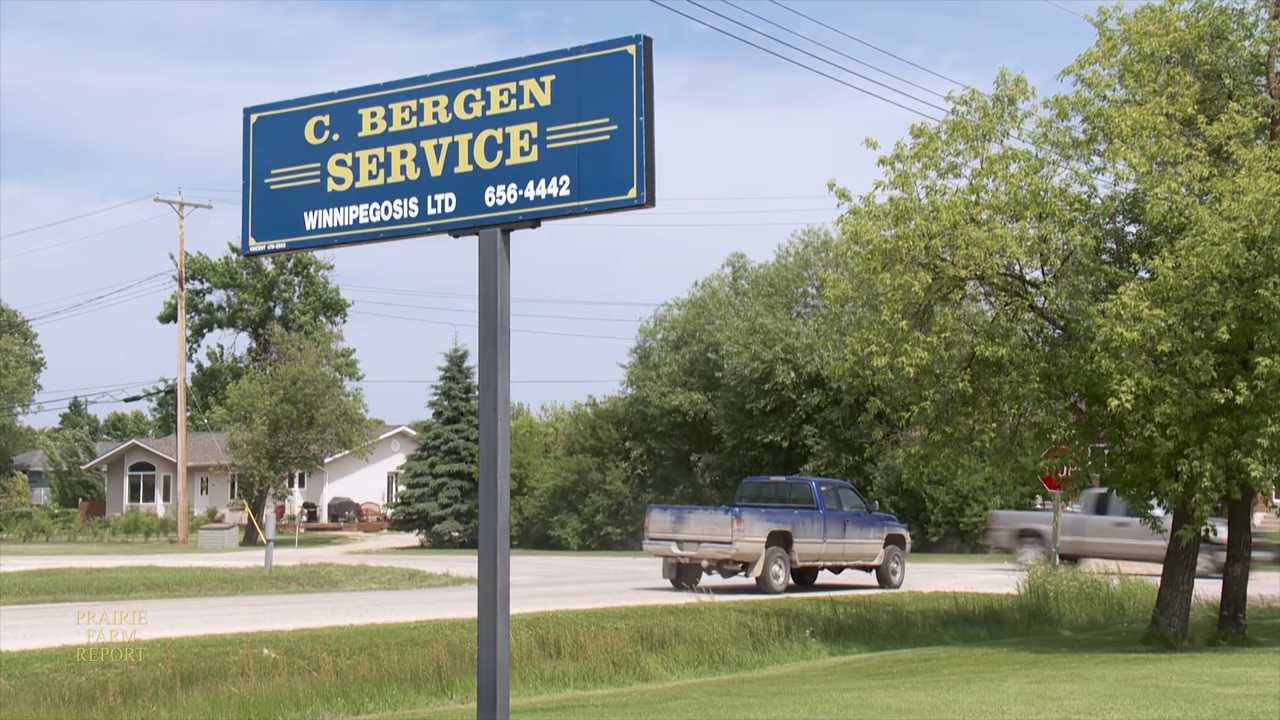 C. BERGEN
SERVICE
WINNIPEGOSIS LTD 656-4442
PRAIRIE
FARM
REPORT